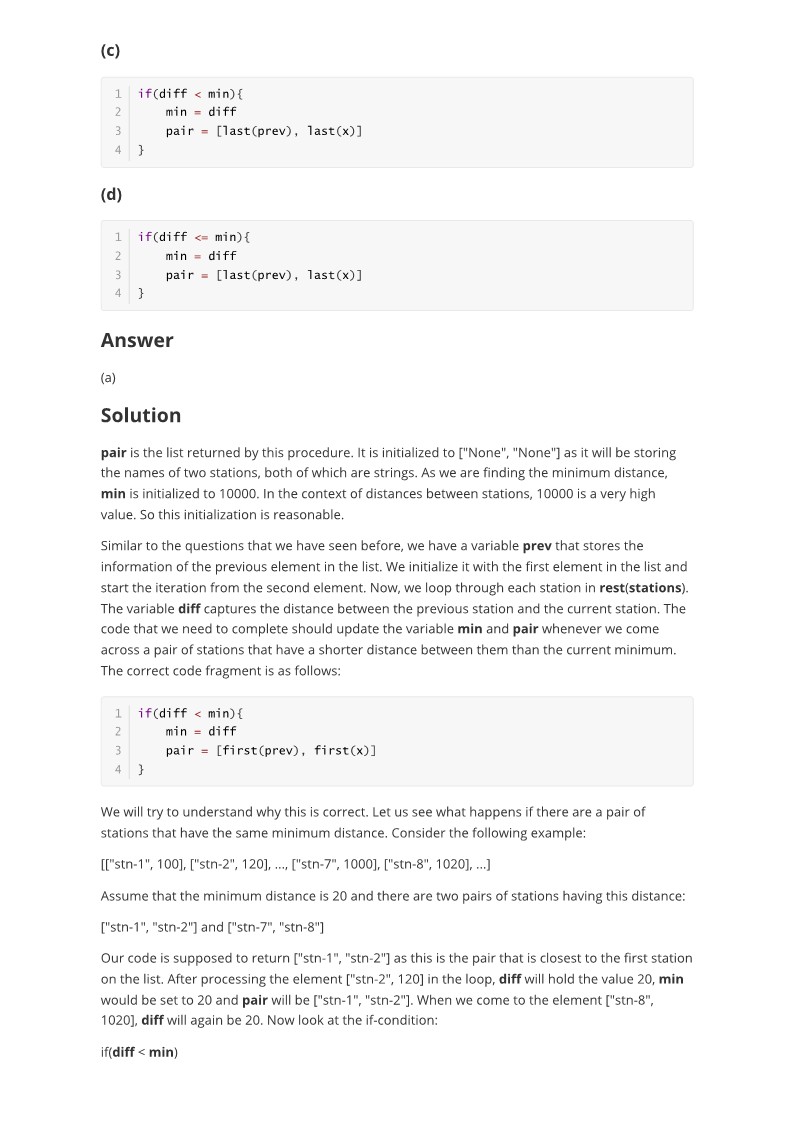 (c)
1 if(diff < min){
2     min = diff
3     pair = [last(prev), last(x)]
4 }
(d)
1 if(diff <= min){
2     min = diff
3     pair = [last(prev), last(x)]
4 }
Answer
(a)
Solution
pair is the list returned by this procedure. It is initialized to ["None", "None"] as it will be storing
the names of two stations, both of which are strings. As we are finding the minimum distance,
min is initialized to 10000. In the context of distances between stations, 10000 is a very high
value. So this initialization is reasonable.
Similar to the questions that we have seen before, we have a variable prev that stores the
information of the previous element in the list. We initialize it with the first element in the list and
start the iteration from the second element. Now, we loop through each station in rest(stations).
The variable diff captures the distance between the previous station and the current station. The
code that we need to complete should update the variable min and pair whenever we come
across a pair of stations that have a shorter distance between them than the current minimum.
The correct code fragment is as follows:
1 if(diff < min){
2     min = diff
3     pair = [first(prev), first(x)]
4 }
We will try to understand why this is correct. Let us see what happens if there are a pair of
stations that have the same minimum distance. Consider the following example:
[["stn-1", 100], ["stn-2", 120], ..., ["stn-7", 1000], ["stn-8", 1020], ...]
Assume that the minimum distance is 20 and there are two pairs of stations having this distance:
["stn-1", "stn-2"] and ["stn-7", "stn-8"]
Our code is supposed to return ["stn-1", "stn-2"] as this is the pair that is closest to the first station
on the list. After processing the element ["stn-2", 120] in the loop, diff will hold the value 20, min
would be set to 20 and pair will be ["stn-1", "stn-2"]. When we come to the element ["stn-8",
1020], diff will again be 20. Now look at the if-condition:
if(diff < min)